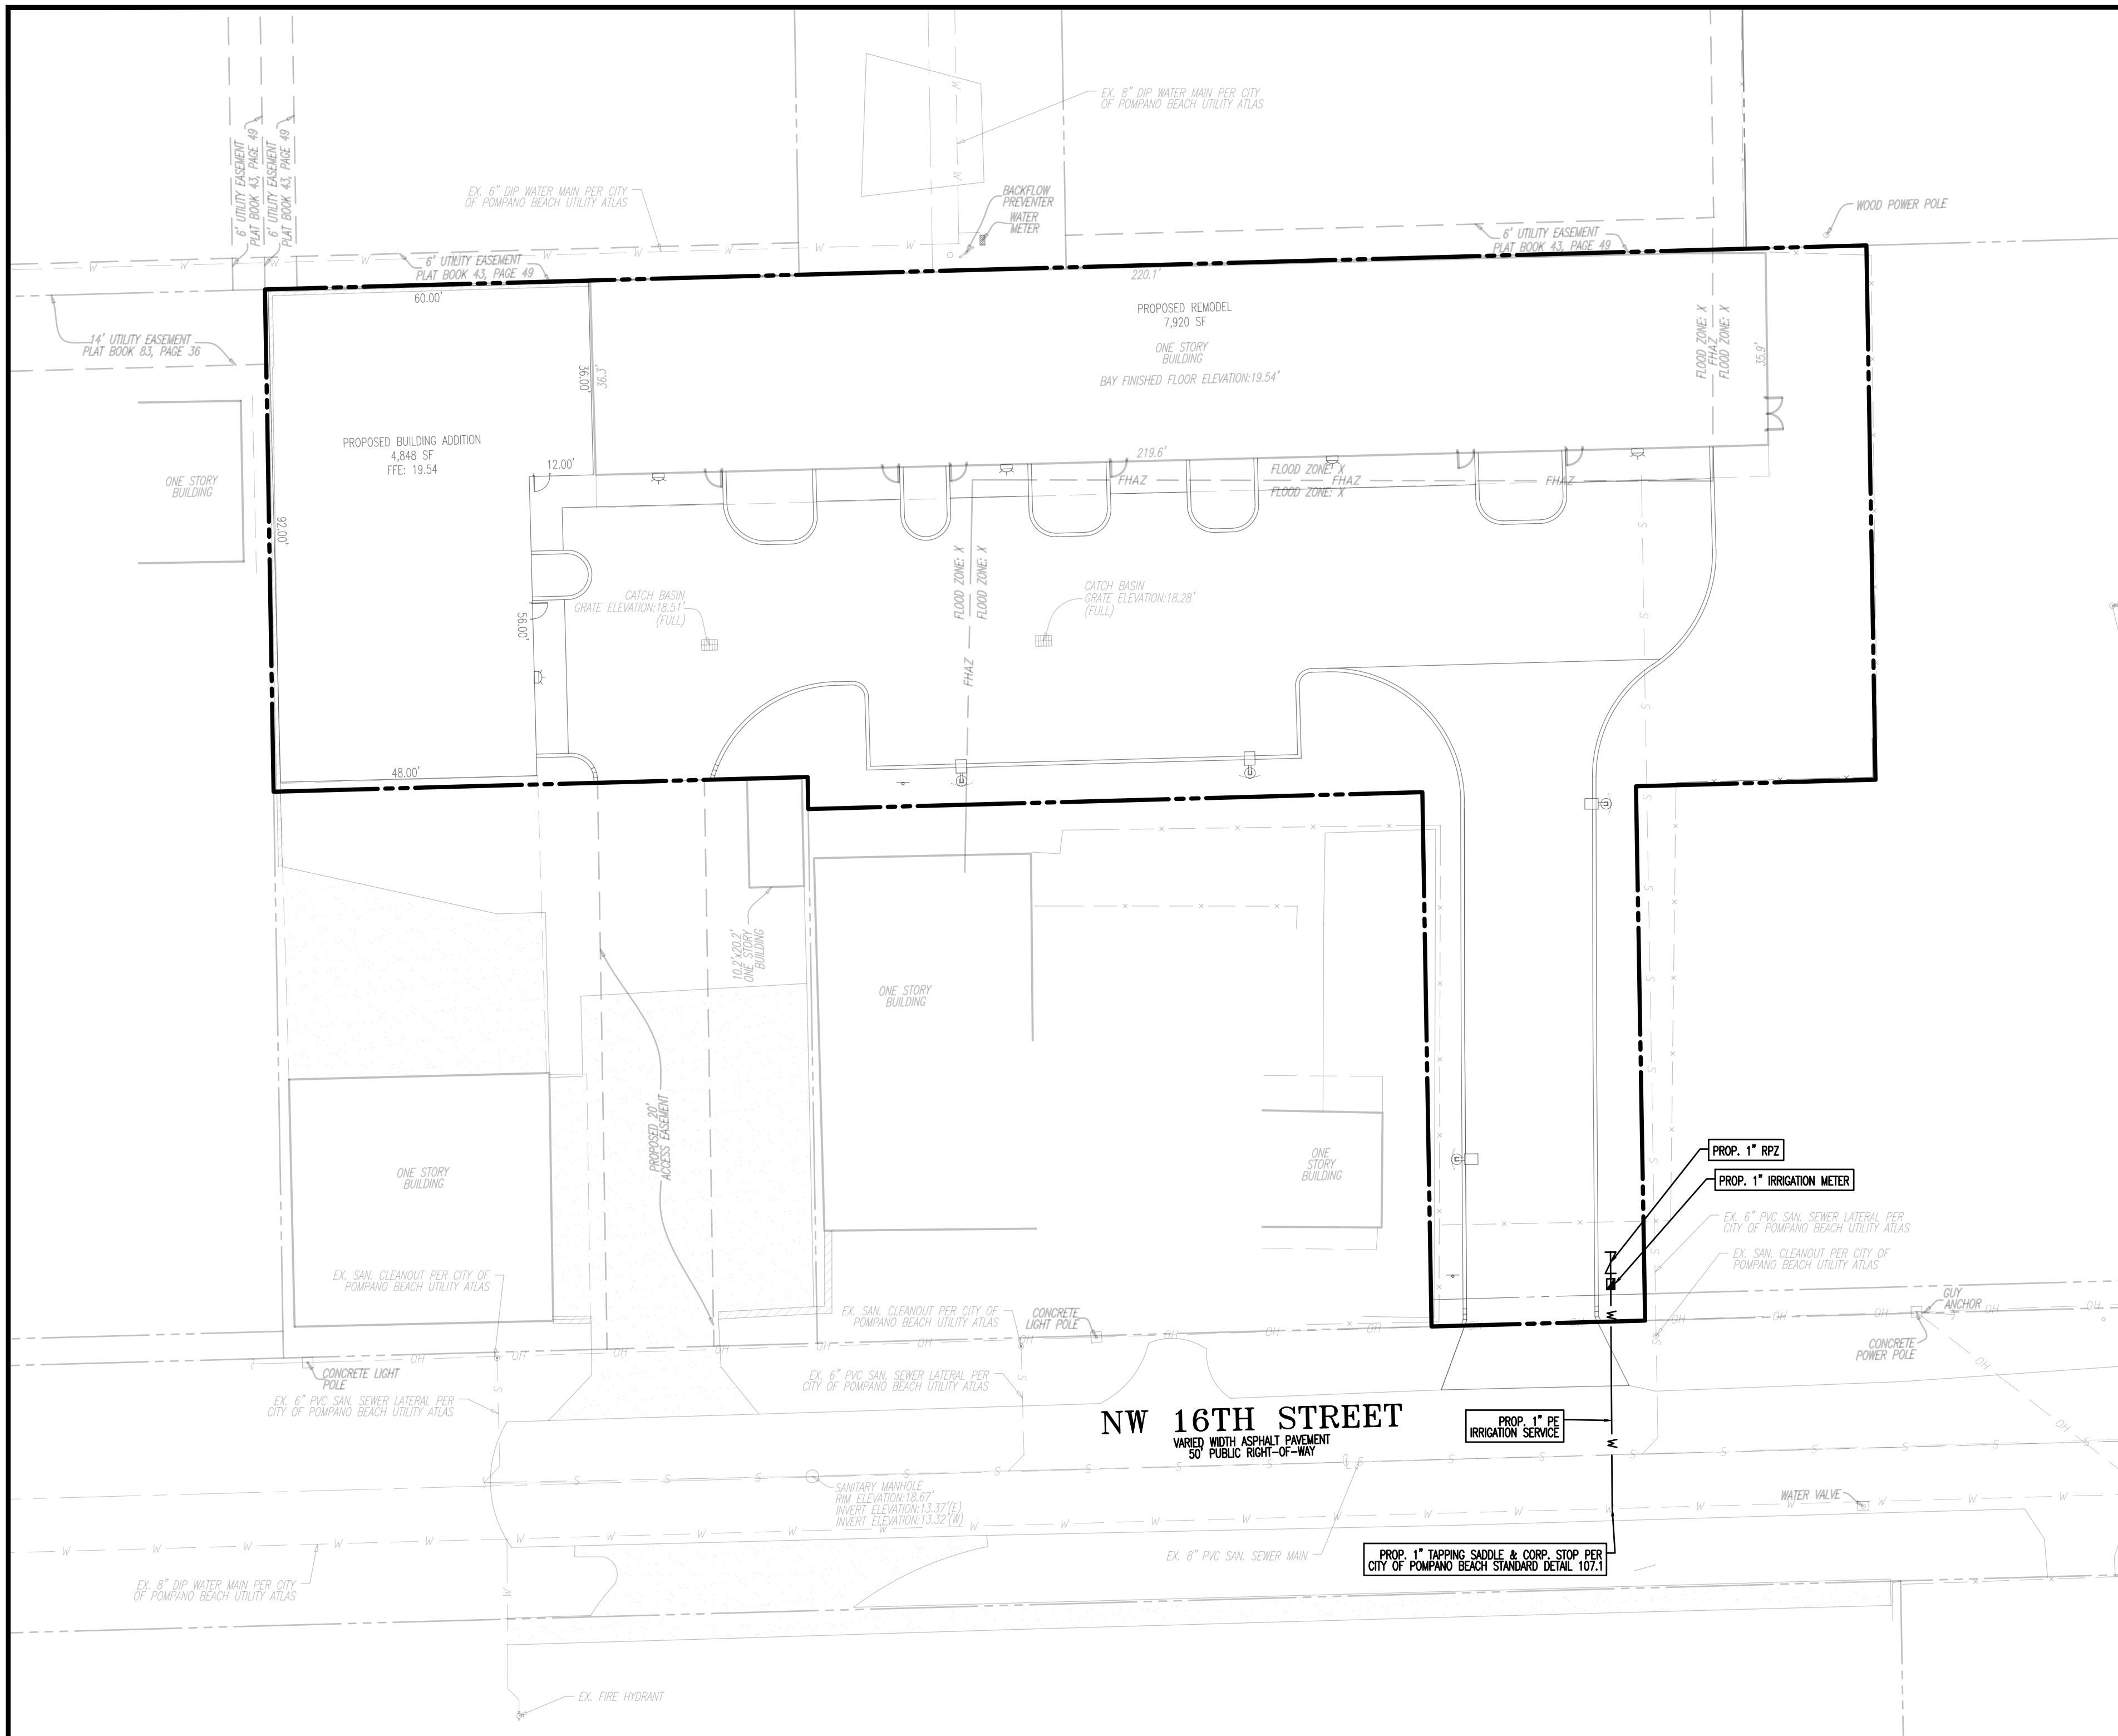 EX. 8" DIP WATER MAIN PER CITY
OF POMPANO BEACH UTILITY ATLAS
6' UTILITY EASEMENT
PLAT BOOK 43, PAGE 49
6' UTILITY EASEMENT
PLAT BOOK 43, PAGE 49
EX. 6" DIP WATER MAIN PER CITY
OF POMPANO BEACH UTILITY ATLAS
BACKFLOW
PREVENTER
WATER
METER
WOOD POWER POLE
6' UTILITY EASEMENT
PLAT BOOK 43, PAGE 49
6' UTILITY EASEMENT
PLAT BOOK 43, PAGE 49
220.1'
60.00'
PROPOSED REMODEL
7,920 SF
ONE STORY
BUILDING
BAY FINISHED FLOOR ELEVATION:19.54'
FLOOD ZONE: X
FHAZ
FLOOD ZONE: X
35.9'
14' UTILITY EASEMENT
PLAT BOOK 83, PAGE 36
36.00'
36.3'
PROPOSED BUILDING ADDITION
4,848 SF
FFE: 19.54
12.00'
219.6'
FLOOD ZONE: X
FHAZ
FHAZ
FHAZ
FLOOD ZONE: X
ONE STORY
BUILDING
92.00'
FLOOD ZONE: X
FLOOD ZONE: X
FHAZ
CATCH BASIN
GRATE ELEVATION:18.51'
(FULL)
CATCH BASIN
GRATE ELEVATION:18.28'
(FULL)
56.00'
48.00'
10.2'x20.2'
ONE STORY
BUILDING
ONE STORY
BUILDING
PROPOSED 20'
ACCESS EASEMENT
ONE STORY
BUILDING
ONE
STORY
BUILDING
PROP. 1" RPZ
PROP. 1" IRRIGATION METER
EX. 6" PVC SAN. SEWER LATERAL PER
CITY OF POMPANO BEACH UTILITY ATLAS
EX. SAN. CLEANOUT PER CITY OF
POMPANO BEACH UTILITY ATLAS
EX. SAN. CLEANOUT PER CITY OF
POMPANO BEACH UTILITY ATLAS
EX. SAN. CLEANOUT PER CITY OF
POMPANO BEACH UTILITY ATLAS
CONCRETE
LIGHT POLE
GUY
ANCHOR
CONCRETE
POWER POLE
CONCRETE LIGHT
POLE
EX. 6" PVC SAN. SEWER LATERAL PER
CITY OF POMPANO BEACH UTILITY ATLAS
EX. 6" PVC SAN. SEWER LATERAL PER
CITY OF POMPANO BEACH UTILITY ATLAS
NW 16TH STREET
VARIED WIDTH ASPHALT PAVEMENT
50' PUBLIC RIGHT-OF-WAY
PROP. 1" PE
IRRIGATION SERVICE
SANITARY MANHOLE
RIM ELEVATION:18.67'
INVERT ELEVATION:13.37'(E)
INVERT ELEVATION:13.32'(W)
WATER VALVE
EX. 8" PVC SAN. SEWER MAIN
PROP. 1" TAPPING SADDLE & CORP. STOP PER
CITY OF POMPANO BEACH STANDARD DETAIL 107.1
EX. 8" DIP WATER MAIN PER CITY
OF POMPANO BEACH UTILITY ATLAS
EX. FIRE HYDRANT